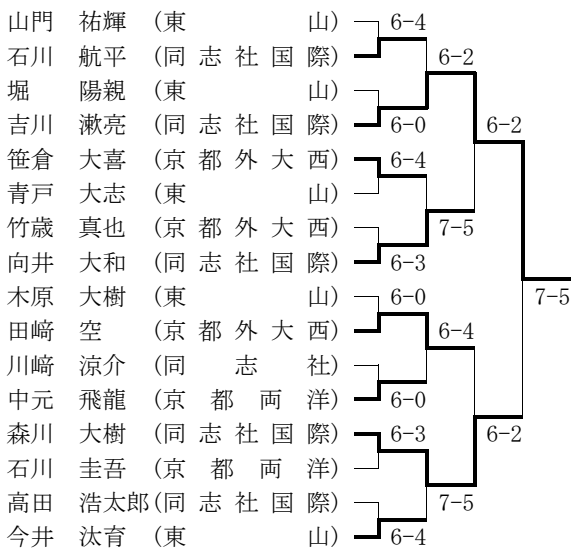 山門 祐輝 (東 山) 6-4
石川 航平 (同志社国際) 6-2
堀 陽親 (東 山)
吉川 漱亮 (同志社国際) 6-0 6-2
笹倉 大喜 (京都外大西) 6-4
青戸 大志 (東 山)
竹歳 真也 (京都外大西) 7-5
向井 大和 (同志社国際) 6-3
木原 大樹 (東 山) 6-0 7-5
田﨑 空 (京都外大西) 6-4
川﨑 涼介 (同志社)
中元 飛龍 (京都両洋) 6-0
森川 大樹 (同志社国際) 6-3 6-2
石川 圭吾 (京都両洋)
高田 浩太郎(同志社国際) 7-5
今井 汰育 (東 山) 6-4